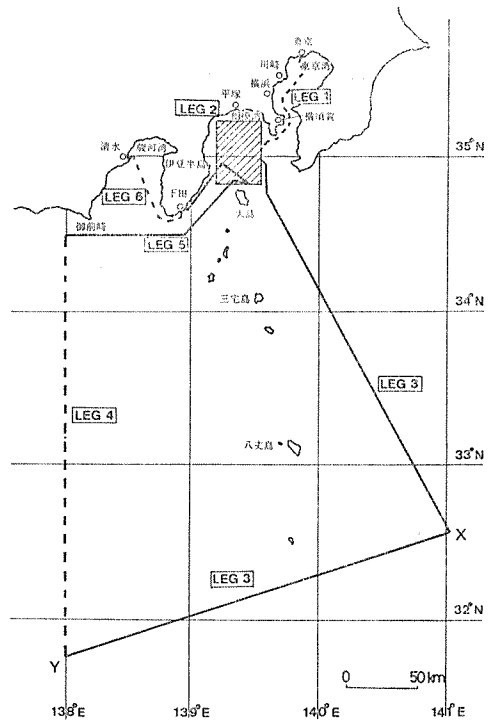 東京
川崎
東京湾
横浜
LEG 1
平塚
LEG 2
横須賀
相模湾
清水
駿河湾
35°N
伊豆半島
LEG 6
下田
大島
御前崎
LEG 5
三宅島
34°N
LEG 3
LEG 4
八丈島
33°N
X
LEG 3
32°N
Y
0 50km
138°E 139°E 140°E 141°E